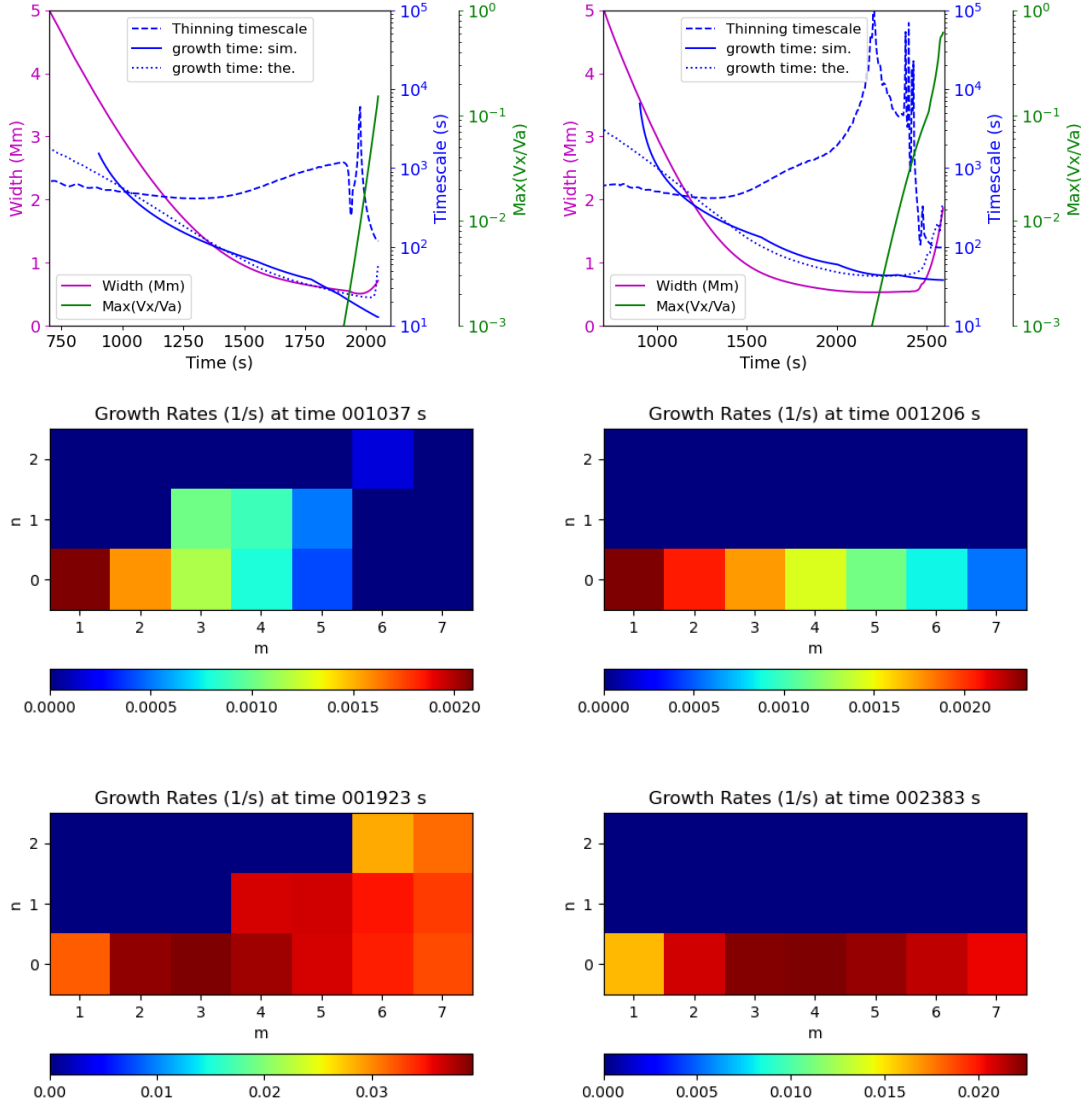 Thinning timescale
growth time: sim.
growth time: the.
Width (Mm)
Max(Vx/Va)
0
1
2
3
4
5
Width (Mm)
750 1000 1250 1500 1750 2000
Time (s)
10^1
10^2
10^3
10^4
10^5
Timescale (s)
10^-3
10^-2
10^-1
10^0
Max(Vx/Va)
Thinning timescale
growth time: sim.
growth time: the.
Width (Mm)
Max(Vx/Va)
0
1
2
3
4
5
Width (Mm)
1000 1500 2000 2500
Time (s)
10^1
10^2
10^3
10^4
10^5
Timescale (s)
10^-3
10^-2
10^-1
10^0
Max(Vx/Va)
Growth Rates (1/s) at time 001037 s
2
1
0
n
1 2 3 4 5 6 7
m
0.0000 0.0005 0.0010 0.0015 0.0020
Growth Rates (1/s) at time 001206 s
2
1
0
n
1 2 3 4 5 6 7
m
0.0000 0.0005 0.0010 0.0015 0.0020
Growth Rates (1/s) at time 001923 s
2
1
0
n
1 2 3 4 5 6 7
m
0.00 0.01 0.02 0.03
Growth Rates (1/s) at time 002383 s
2
1
0
n
1 2 3 4 5 6 7
m
0.000 0.005 0.010 0.015 0.020